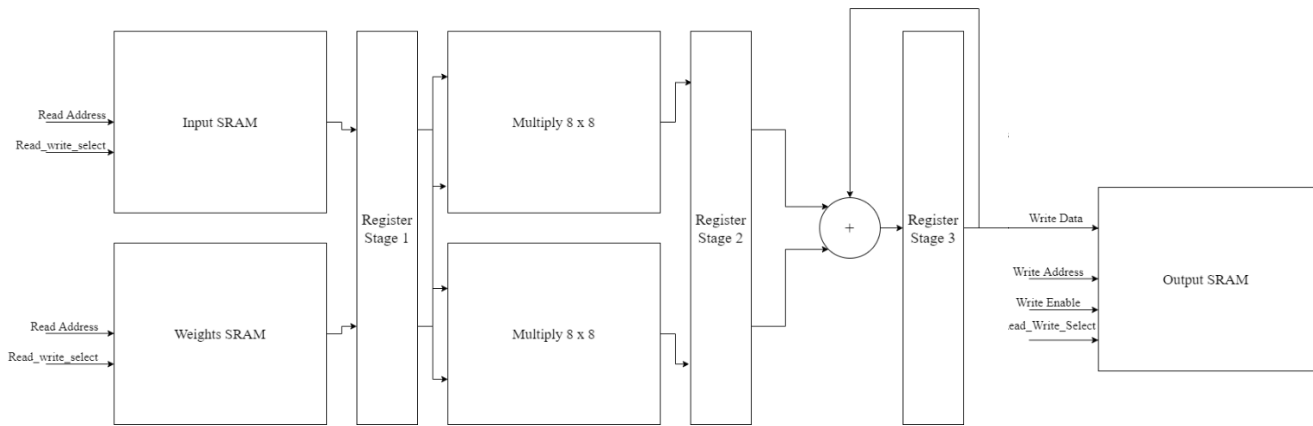 Read Address
Read_write_select
Input SRAM
Register
Stage 1
Multiply 8 x 8
Register
Stage 2
+
Register
Stage 3
Write Data
Write Address
Write Enable
ead_Write_Select
Output SRAM
Read Address
Read_write_select
Weights SRAM
Multiply 8 x 8